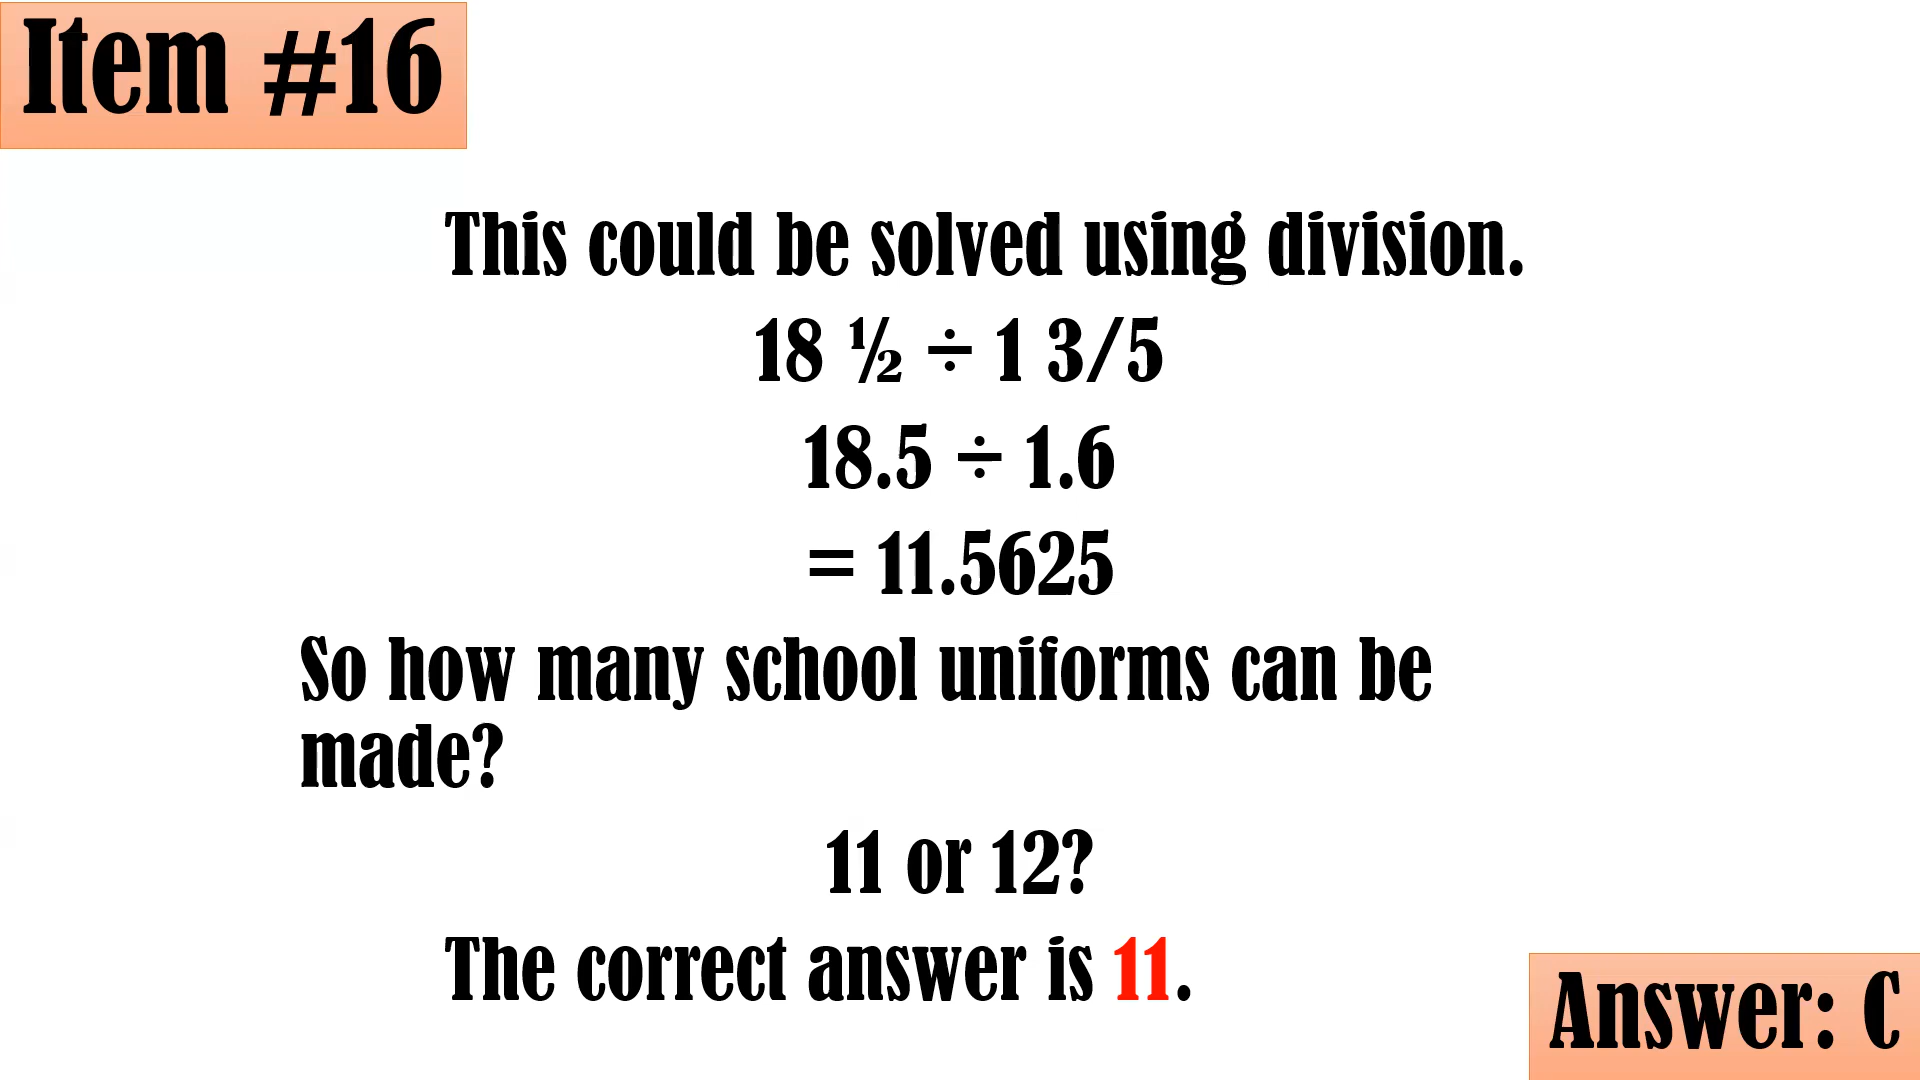 Item #16
This could be solved using division.
18 ½ ÷ 1 3/5
18.5 ÷ 1.6
= 11.5625
So how many school uniforms can be
made?
11 or 12?
The correct answer is 11.
Answer: C